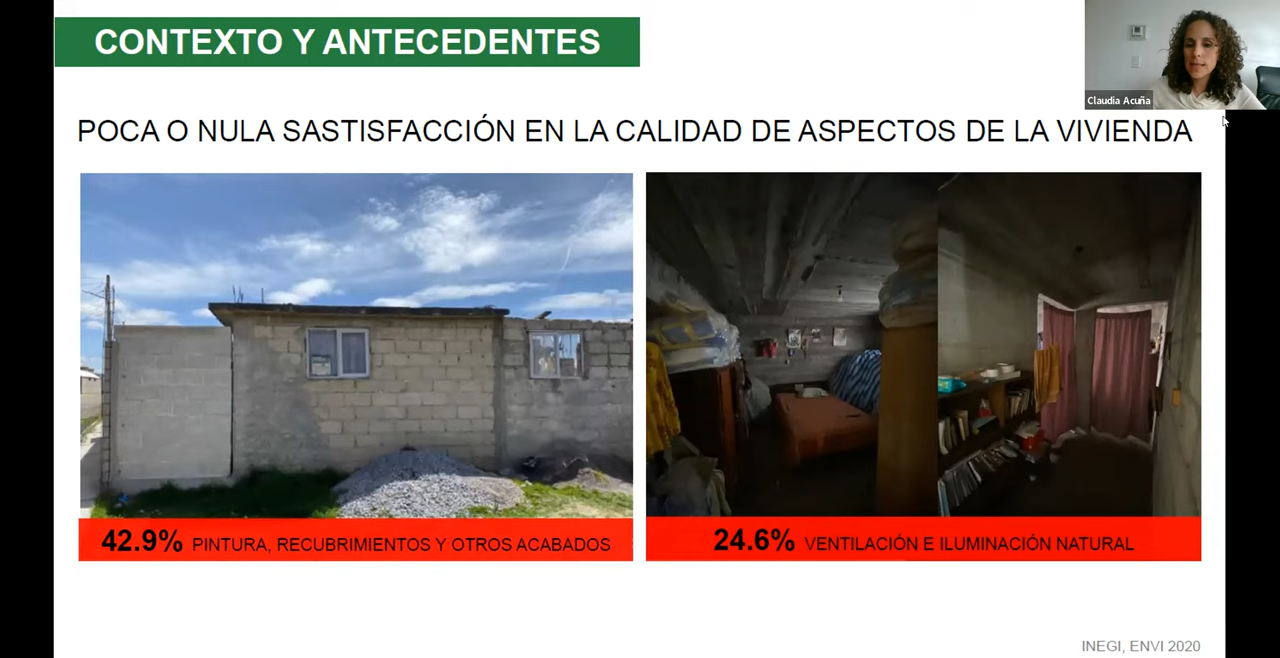 CONTEXTO Y ANTECEDENTES
Claudia Acuña
POCA O NULA SASTISFACCIÓN EN LA CALIDAD DE ASPECTOS DE LA VIVIENDA
42.9% PINTURA, RECUBRIMIENTOS Y OTROS ACABADOS
24.6% VENTILACIÓN E ILUMINACIÓN NATURAL
INEGI, ENVI 2020